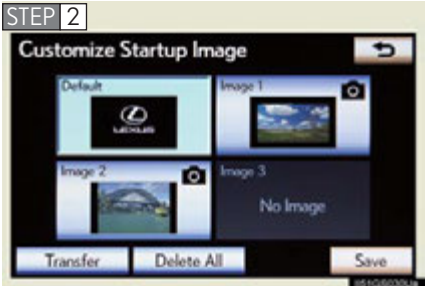 STEP 2
Customize Startup Image
Default
Image 1
LEXUS
Image 2
Image 3
No Image
Transfer
Delete All
Save